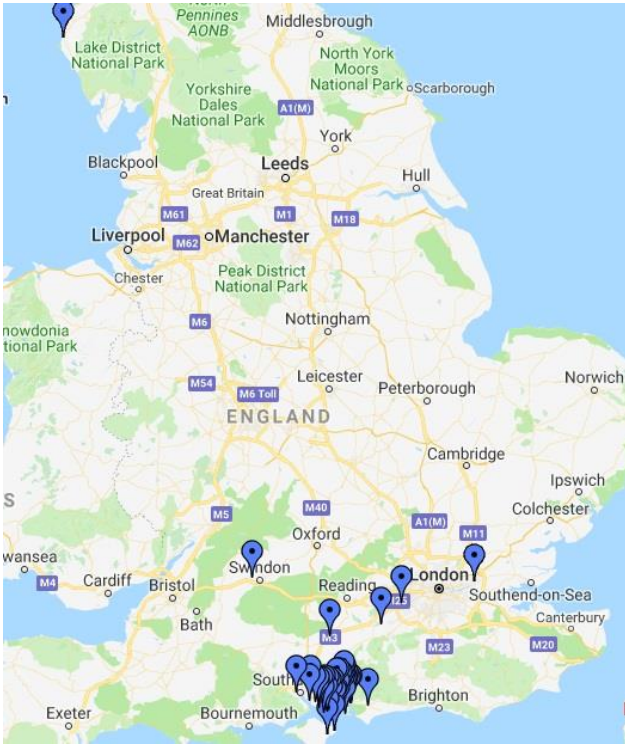 North
Pennines
AONB
Middlesbrough
Lake District
National Park
North York
Moors
National Park
Scarborough
Yorkshire
Dales
National Park
A1(M)
York
Blackpool
Leeds
Hull
Great Britain
M61
M1
M18
Liverpool
M62
Manchester
Chester
Peak District
National Park
nowdonia
tional Park
M6
Nottingham
M54
M6 Toll
Leicester
Peterborough
Norwich
ENGLAND
Cambridge
S
M5
M40
Ipswich
Colchester
A1(M)
M11
Oxford
wansea
M4
Cardiff
Bristol
Swindon
Reading
London
Southend-on-Sea
Bath
M25
Canterbury
M3
M23
M20
South
Brighton
Exeter
Bournemouth